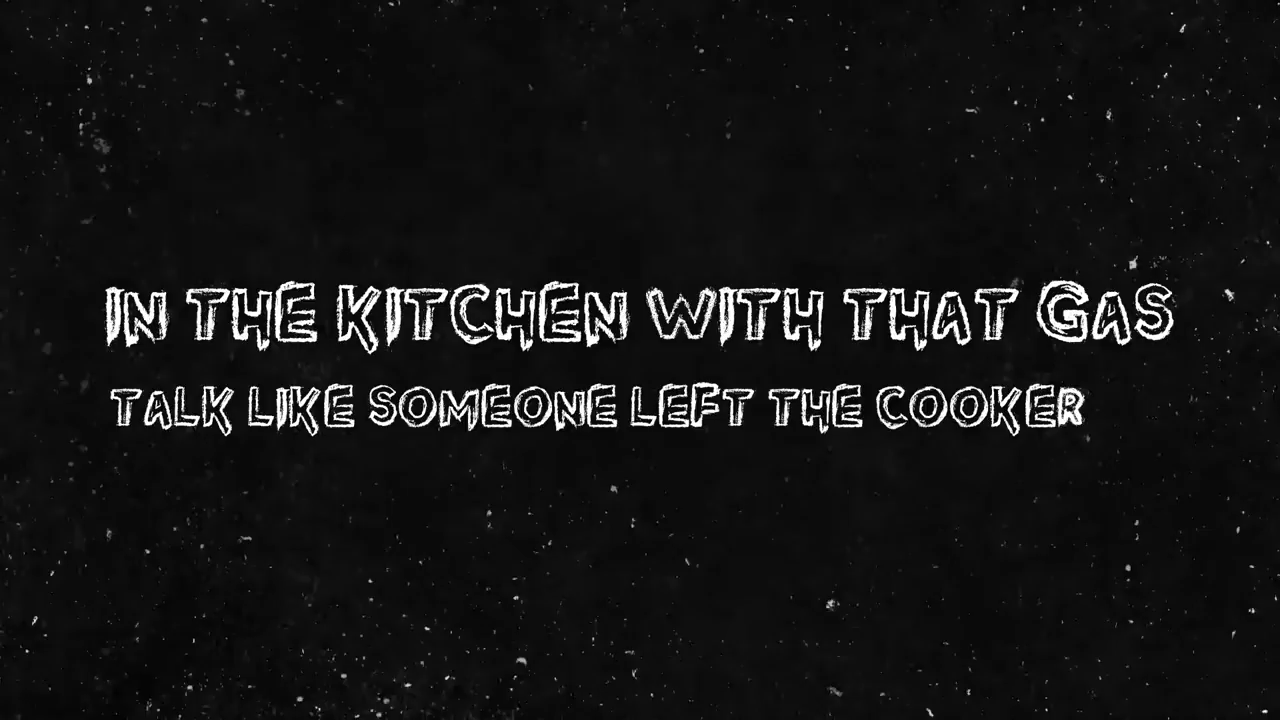 IN THE KITCHEN WITH THAT GAS
TALK LIKE SOMEONE LEFT THE COOKER